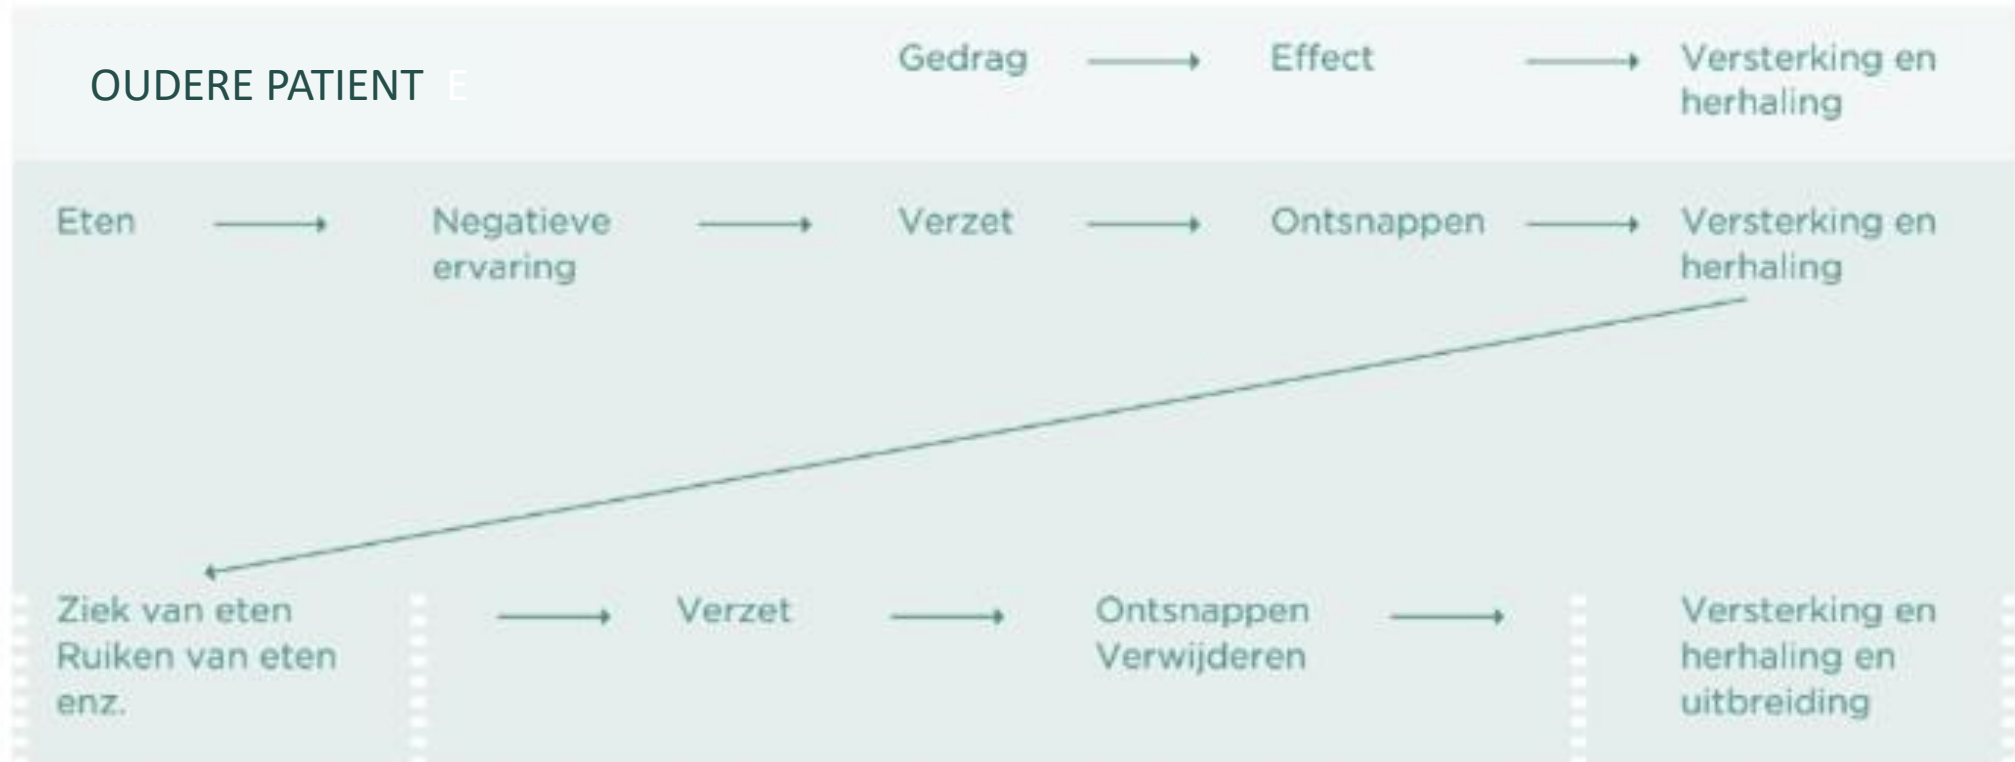 OUDERE PATIENT E
Gedrag
Effect
Versterking en
herhaling
Eten
Negatieve
ervaring
Verzet
Ontsnappen
Versterking en
herhaling
Ziek van eten
Ruiken van eten
enz.
Verzet
Ontsnappen
Verwijderen
Versterking en
herhaling en
uitbreiding